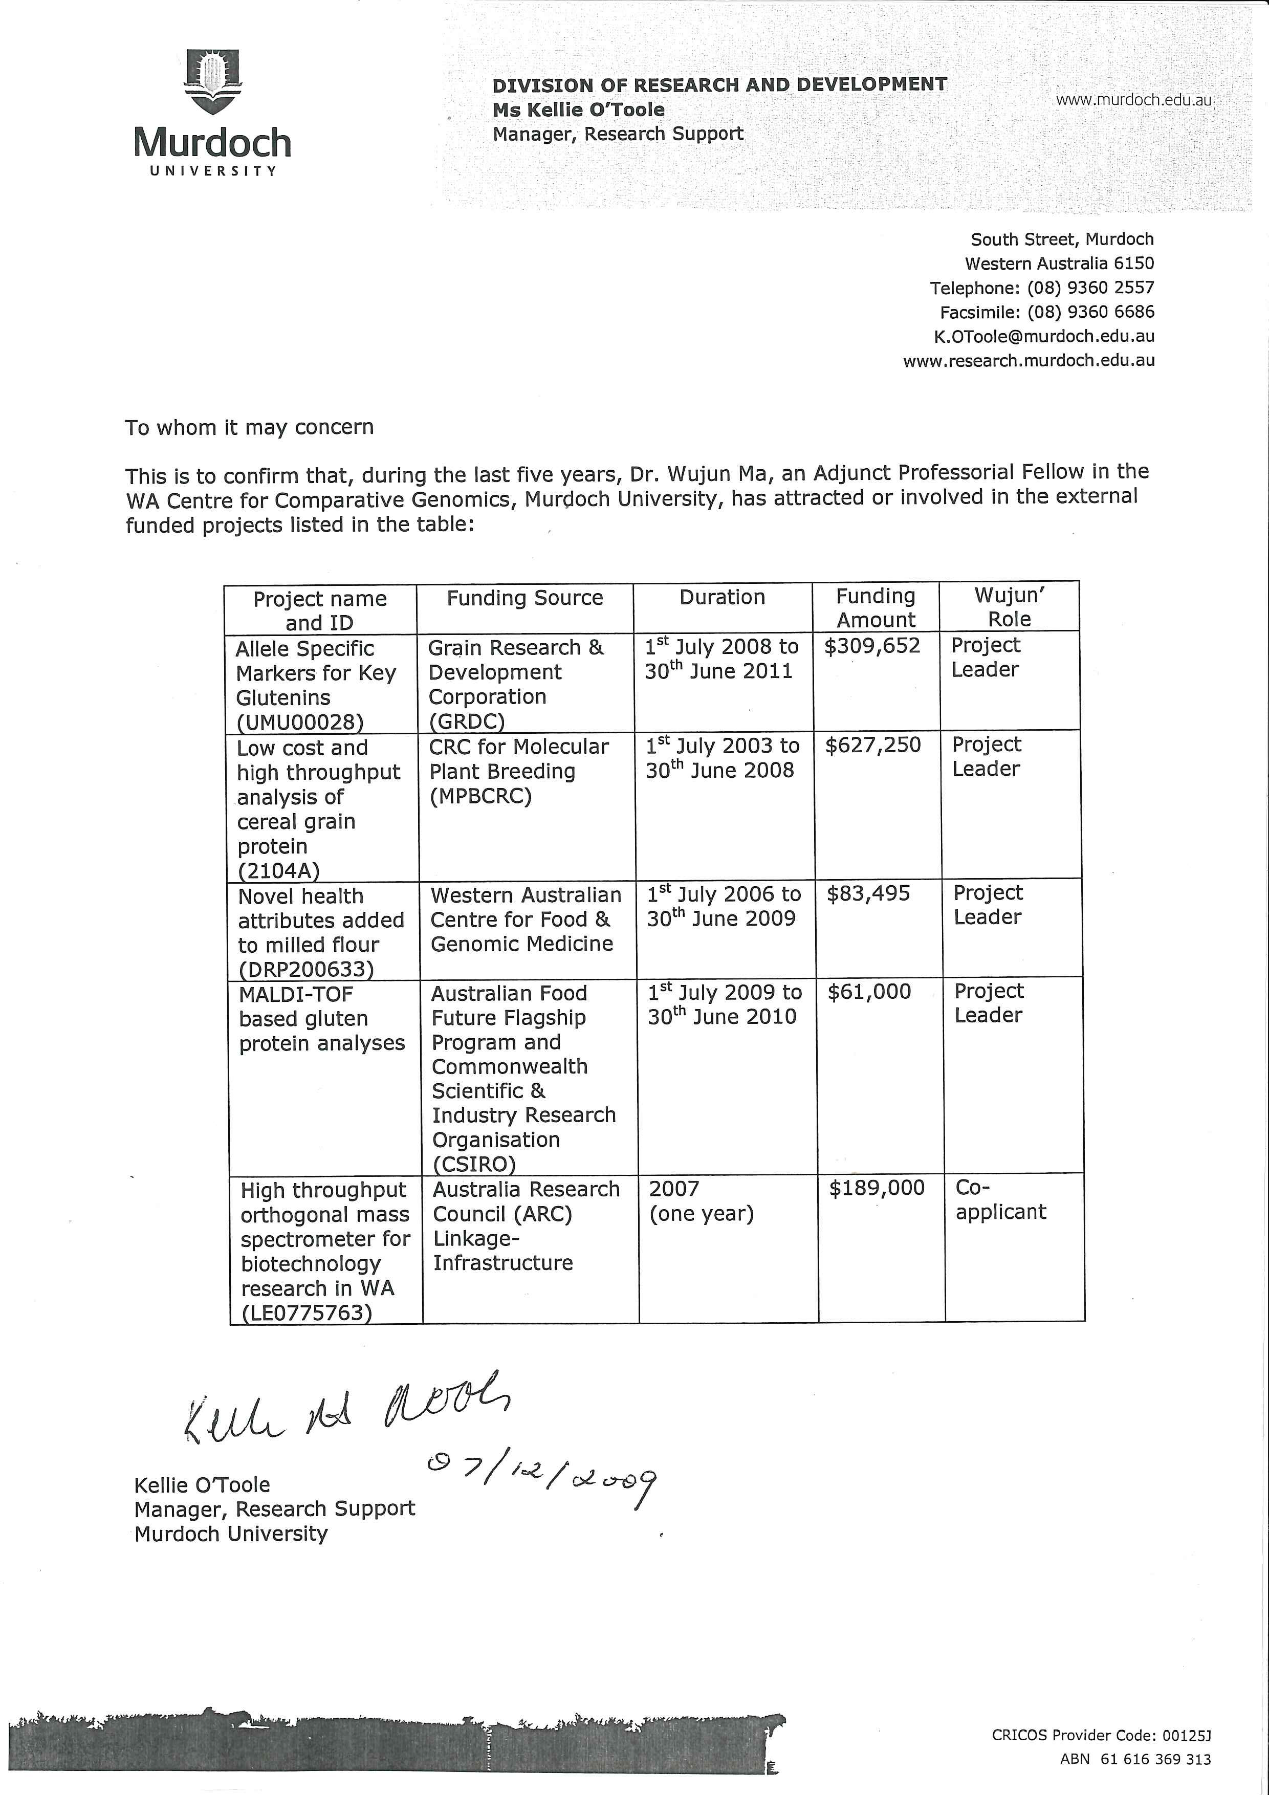 Murdoch
UNIVERSITY
DIVISION OF RESEARCH AND DEVELOPMENT
Ms Kellie O'Toole
Manager, Research Support
www.murdoch.edu.au
South Street, Murdoch
Western Australia 6150
Telephone: (08) 9360 2557
Facsimile: (08) 9360 6686
K.OToole@murdoch.edu.au
www.research.murdoch.edu.au
To whom it may concern
This is to confirm that, during the last five years, Dr. Wujun Ma, an Adjunct Professorial Fellow in the
WA Centre for Comparative Genomics, Murdoch University, has attracted or involved in the external
funded projects listed in the table:
Project name
and ID
Funding Source
Duration
Funding
Amount
Wujun'
Role
Allele Specific
Markers for Key
Glutenins
(UMU00028)
Grain Research &
Development
Corporation
(GRDC)
1st July 2008 to
30th June 2011
$309,652
Project
Leader
Low cost and
high throughput
analysis of
cereal grain
protein
(2104A)
CRC for Molecular
Plant Breeding
(MPBCRC)
1st July 2003 to
30th June 2008
$627,250
Project
Leader
Novel health
attributes added
to milled flour
(DRP200633)
Western Australian
Centre for Food &
Genomic Medicine
1st July 2006 to
30th June 2009
$83,495
Project
Leader
MALDI-TOF
based gluten
protein analyses
Australian Food
Future Flagship
Program and
Commonwealth
Scientific &
Industry Research
Organisation
(CSIRO)
1st July 2009 to
30th June 2010
$61,000
Project
Leader
High throughput
orthogonal mass
spectrometer for
biotechnology
research in WA
(LE0775763)
Australia Research
Council (ARC)
Linkage-
Infrastructure
2007
(one year)
$189,000
Co-
applicant
07/12/2009
Kellie O'Toole
Manager, Research Support
Murdoch University
CRICOS Provider Code: 00125J
ABN 61 616 369 313